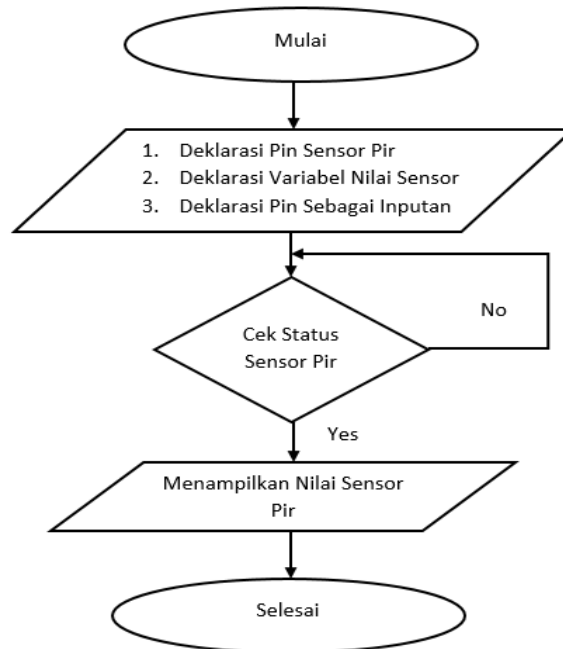 Mulai
1. Deklarasi Pin Sensor Pir
2. Deklarasi Variabel Nilai Sensor
3. Deklarasi Pin Sebagai Inputan
No
Cek Status
Sensor Pir
Yes
Menampilkan Nilai Sensor
Pir
Selesai